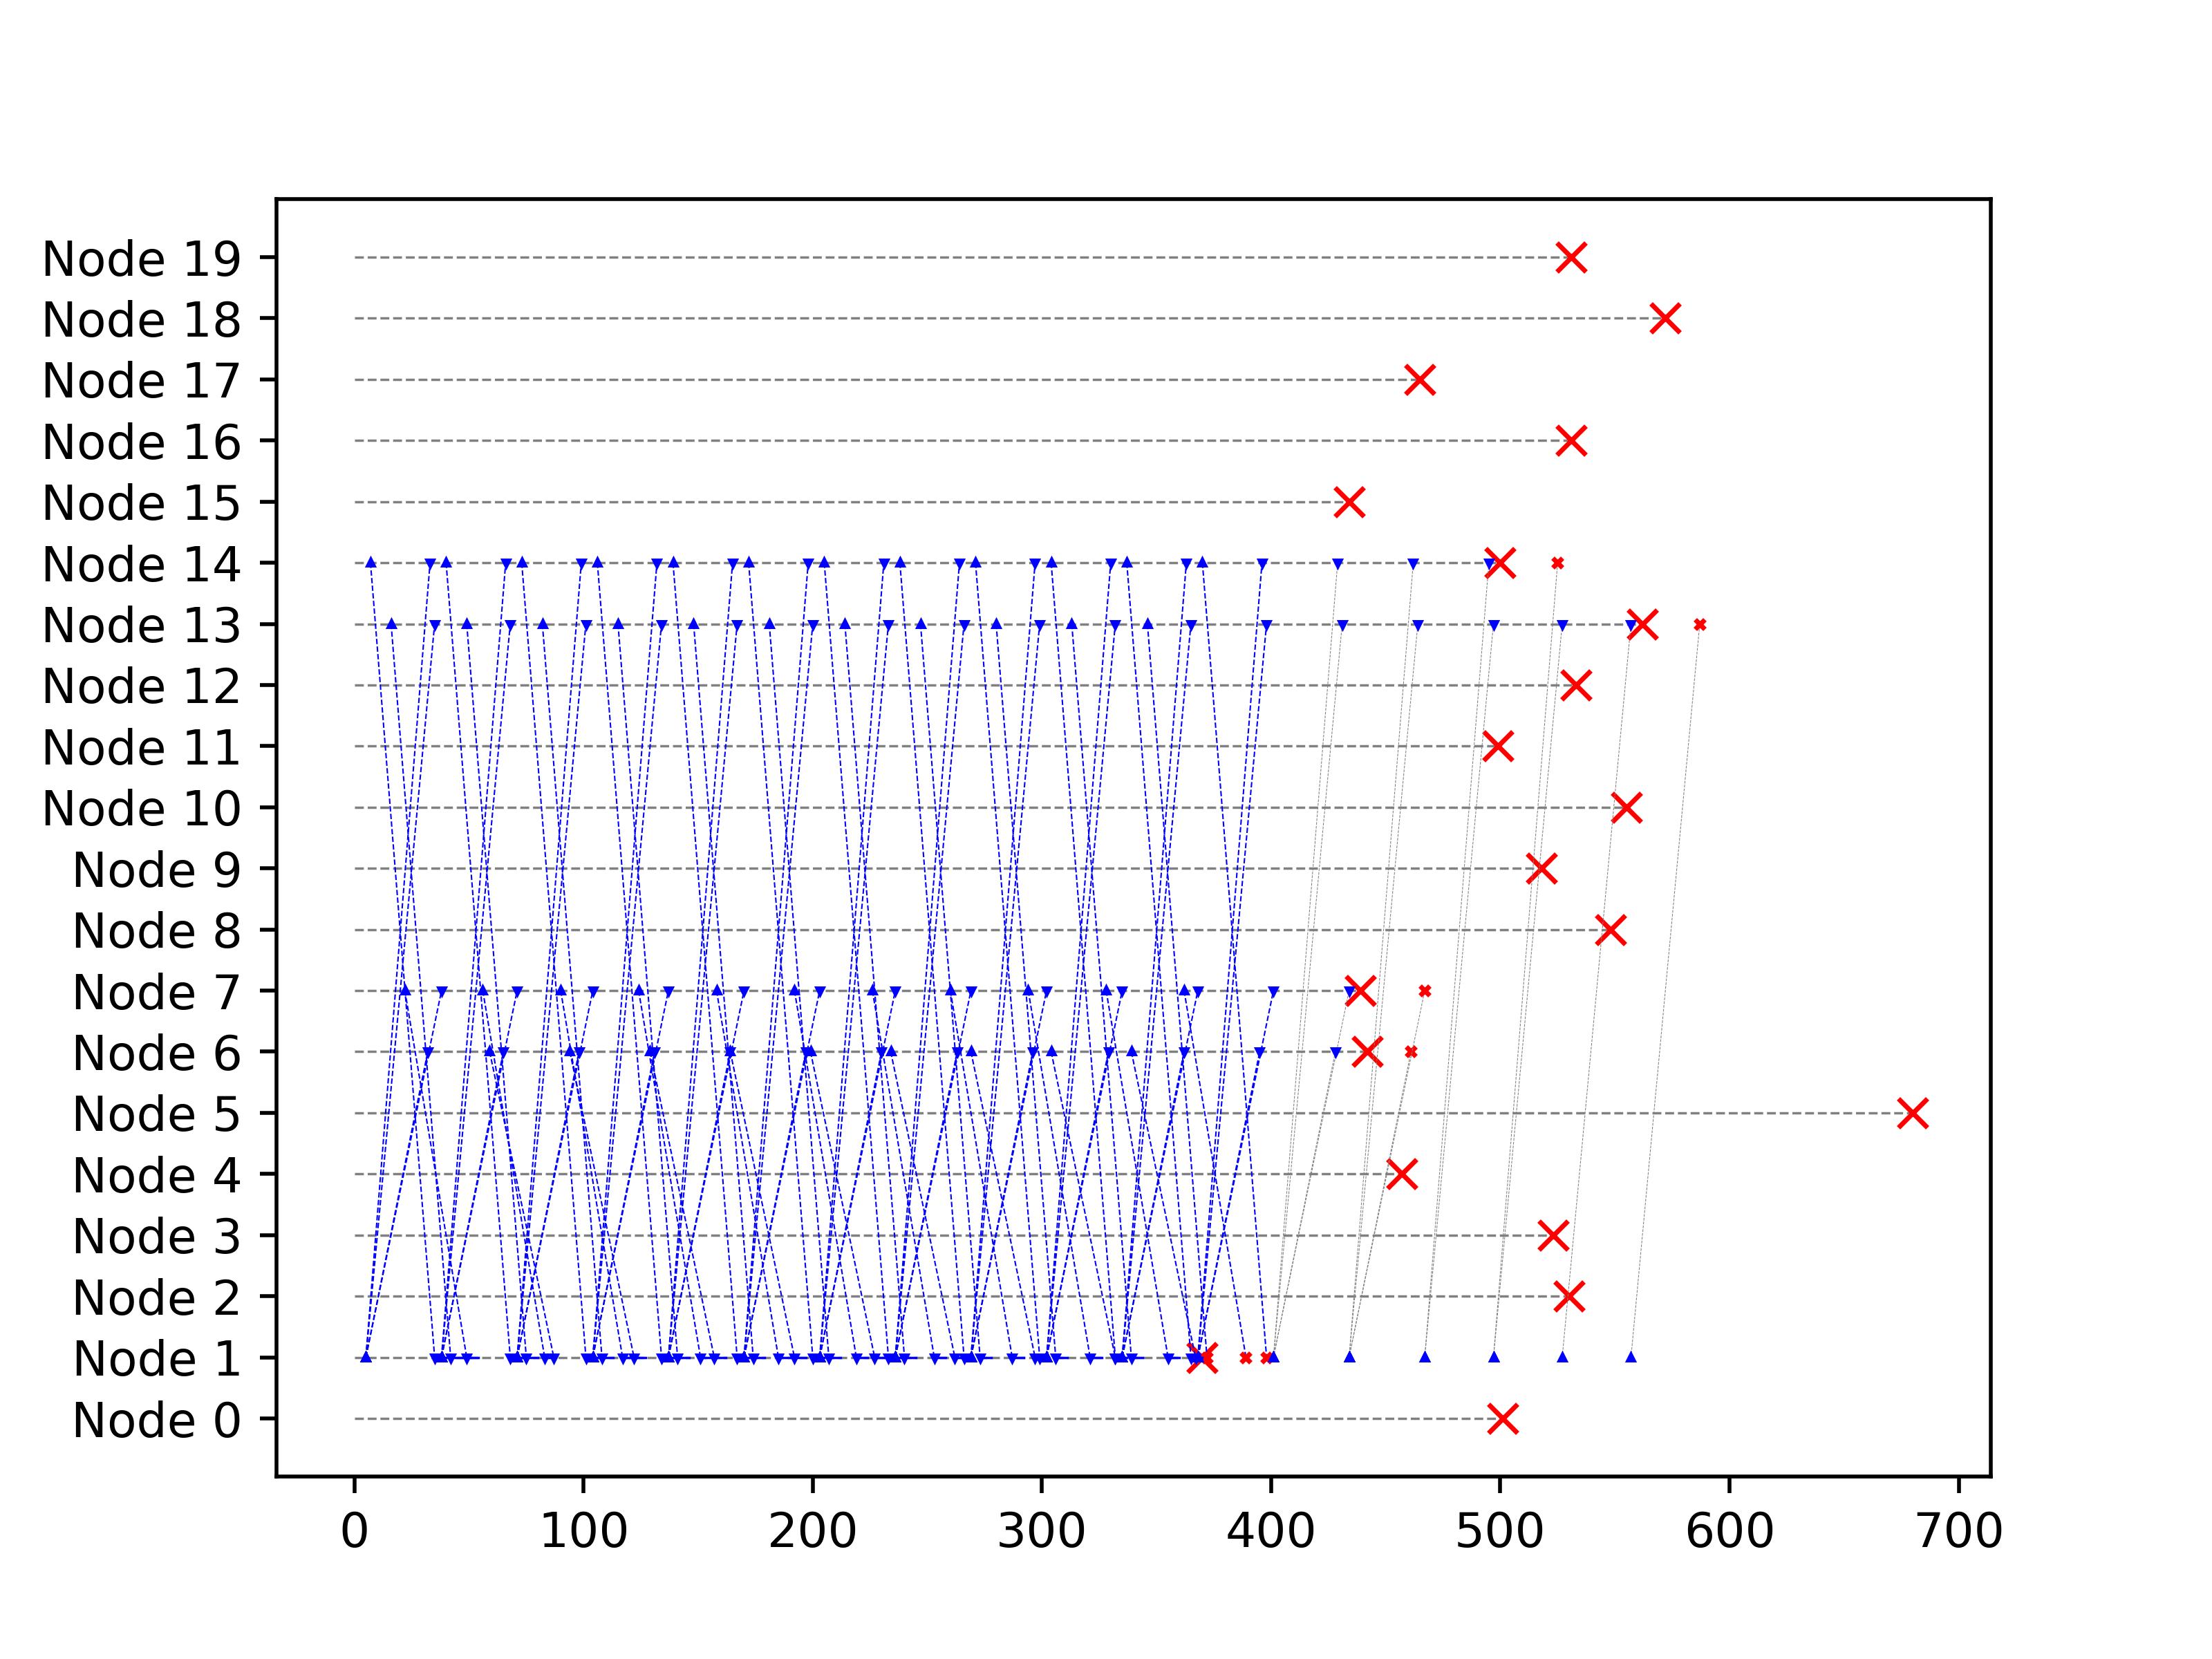 Node 19
Node 18
Node 17
Node 16
Node 15
Node 14
Node 13
Node 12
Node 11
Node 10
Node 9
Node 8
Node 7
Node 6
Node 5
Node 4
Node 3
Node 2
Node 1
Node 0
0 100 200 300 400 500 600 700